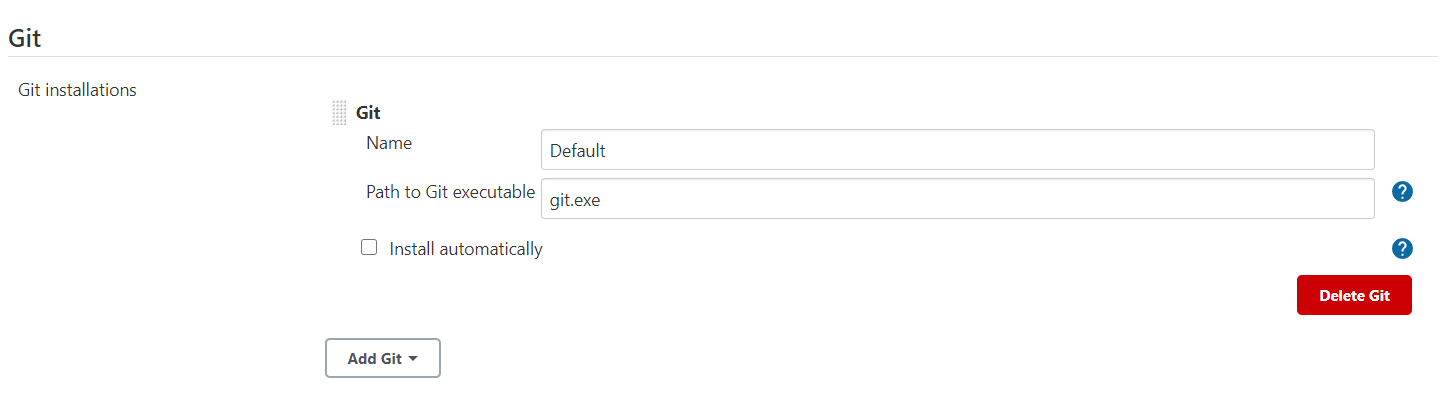 Git
Git installations
Git
Name
Default
Path to Git executable
git.exe
?
Install automatically
?
Delete Git
Add Git